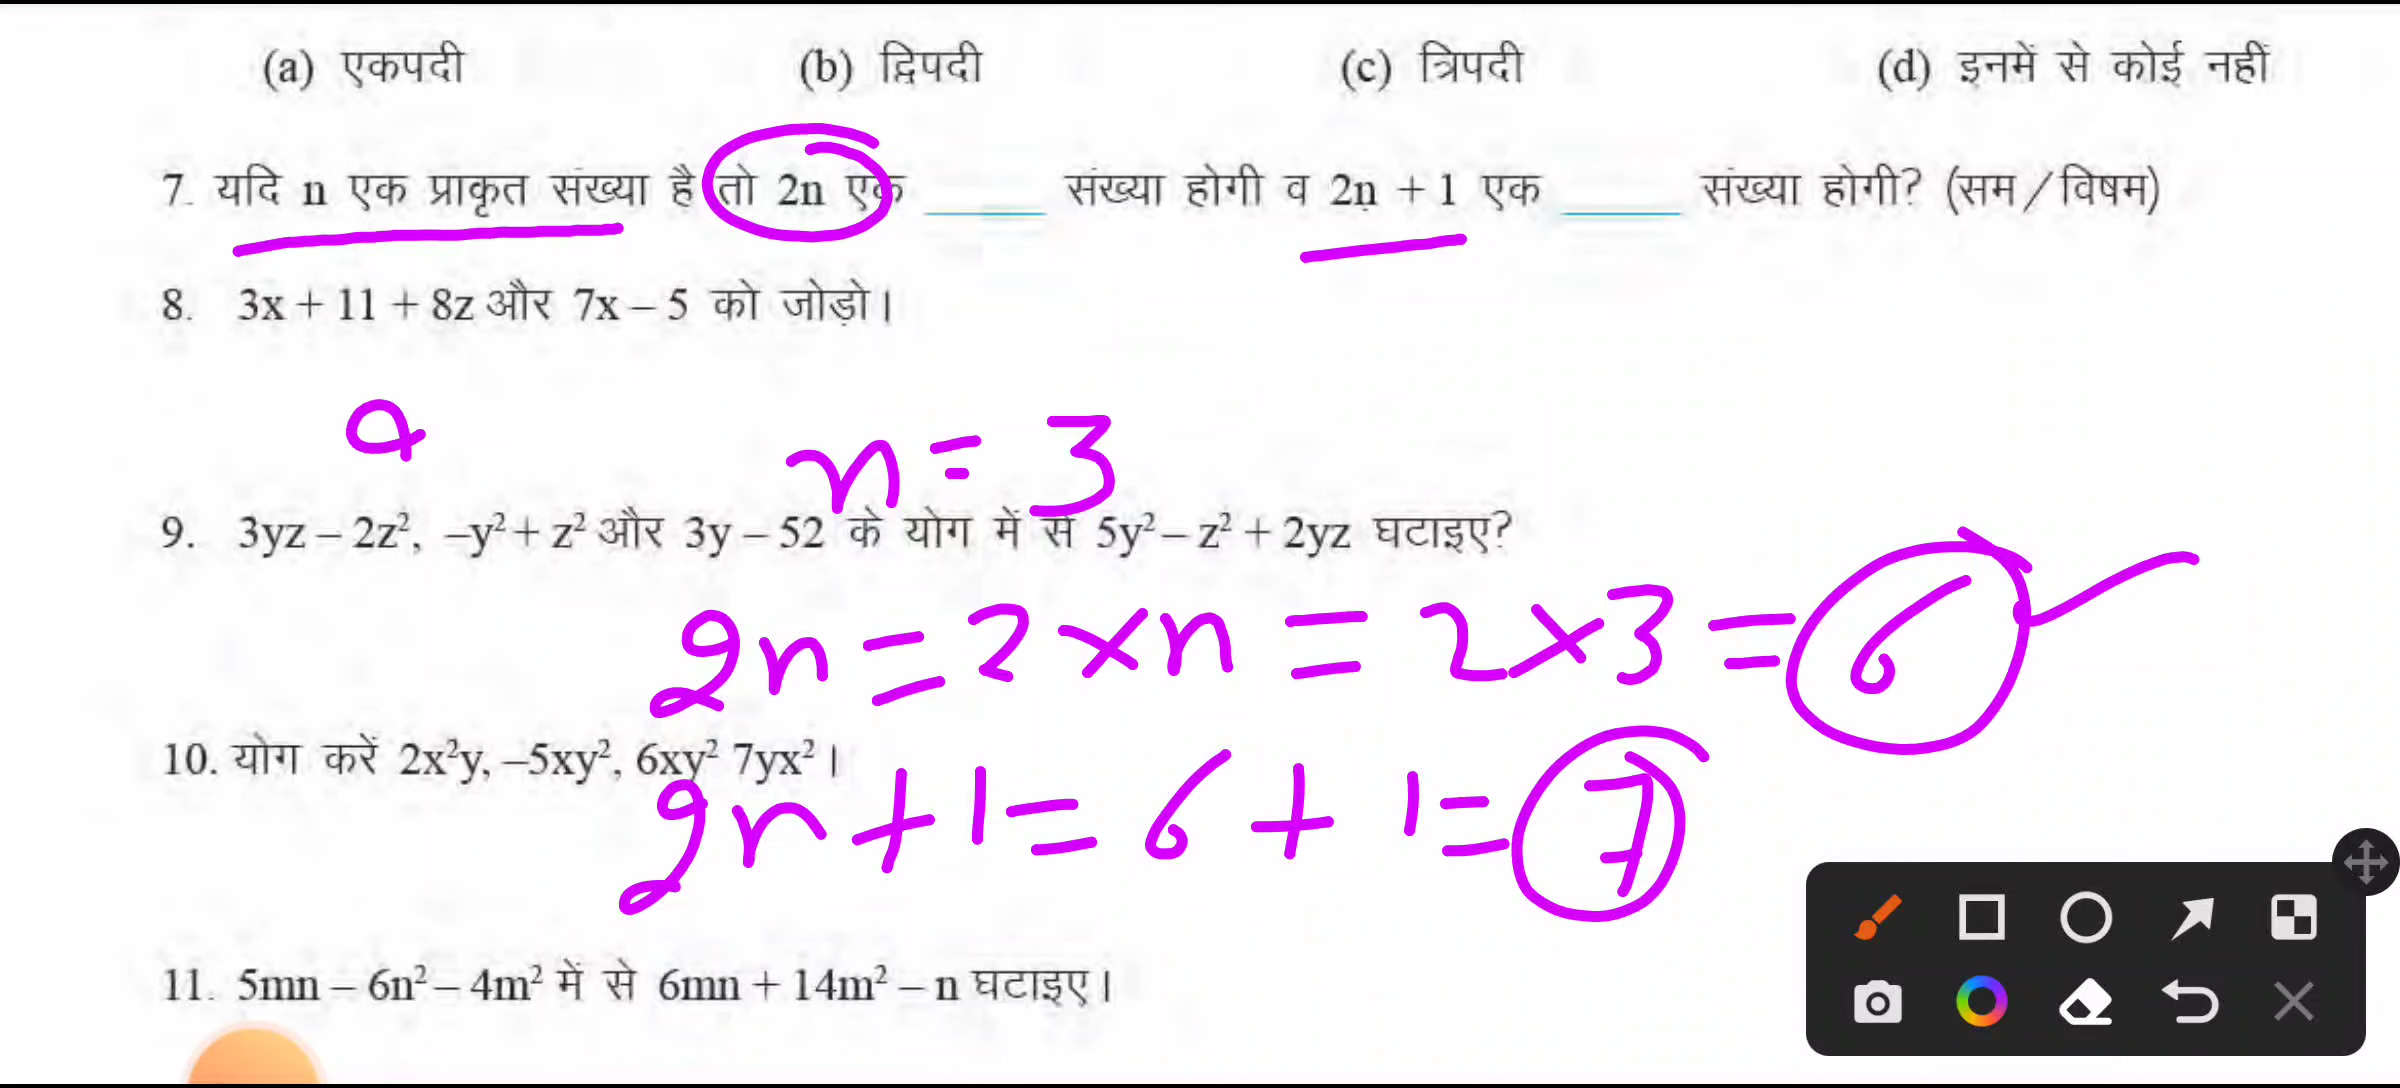 (a) एकपदी (b) द्विपदी (c) त्रिपदी (d) इनमें से कोई नहीं
7. यदि n एक प्राकृत संख्या है तो 2n एक ____ संख्या होगी व 2n + 1 एक ____ संख्या होगी? (सम/विषम)
8. 3x + 11 + 8z और 7x – 5 को जोड़ो।
n = 3
9. 3yz – 2z², –y² + z² और 3y – 52 के योग में से 5y² – z² + 2yz घटाइए?
2n = 2 × n = 2 × 3 = 6
10. योग करें 2x²y, –5xy², 6xy² 7yx²।
2n + 1 = 6 + 1 = 7
11. 5mn – 6n² – 4m² में से 6mn + 14m² – n घटाइए।